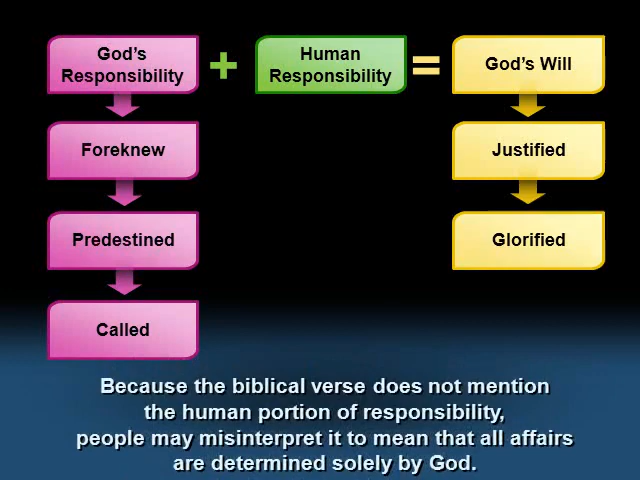 God's
Responsibility
+
Human
Responsibility
=
God's Will
Foreknew
Justified
Predestined
Glorified
Called
Because the biblical verse does not mention
the human portion of responsibility,
people may misinterpret it to mean that all affairs
are determined solely by God.